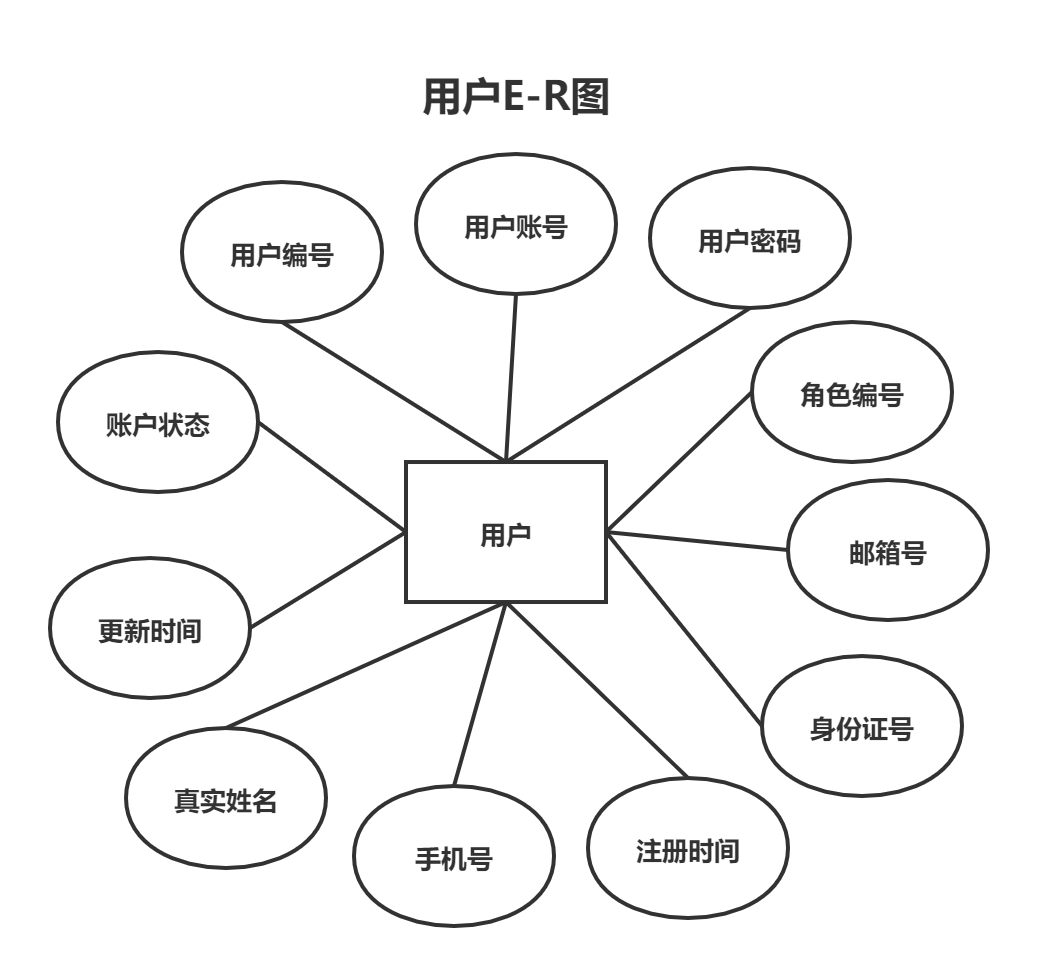 用户E-R图
用户编号
用户账号
用户密码
角色编号
账户状态
用户
邮箱号
更新时间
身份证号
真实姓名
手机号
注册时间